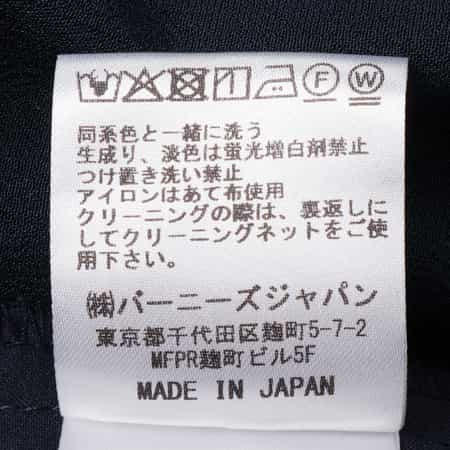 F W
同系色と一緒に洗う
生成り、淡色は蛍光増白剤禁止
つけ置き洗い禁止
アイロンはあて布使用
クリーニングの際は、裏返しに
してクリーニングネットをご使
用下さい。
㈱バーニーズジャパン
東京都千代田区麹町5-7-2
MFPR麹町ビル5F
MADE IN JAPAN